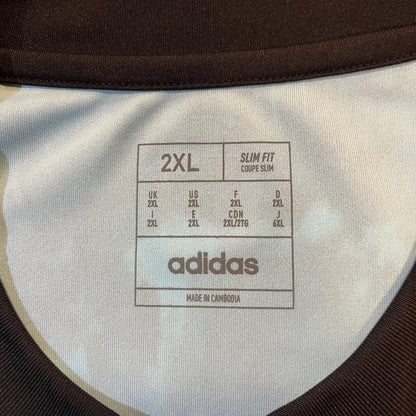 2XL
SLIM FIT
COUPE SLIM
UK US F D
2XL 2XL 2XL 2XL
I E CDN J
2XL 2XL 2XL/2TG 6XL
adidas
MADE IN CAMBODIA